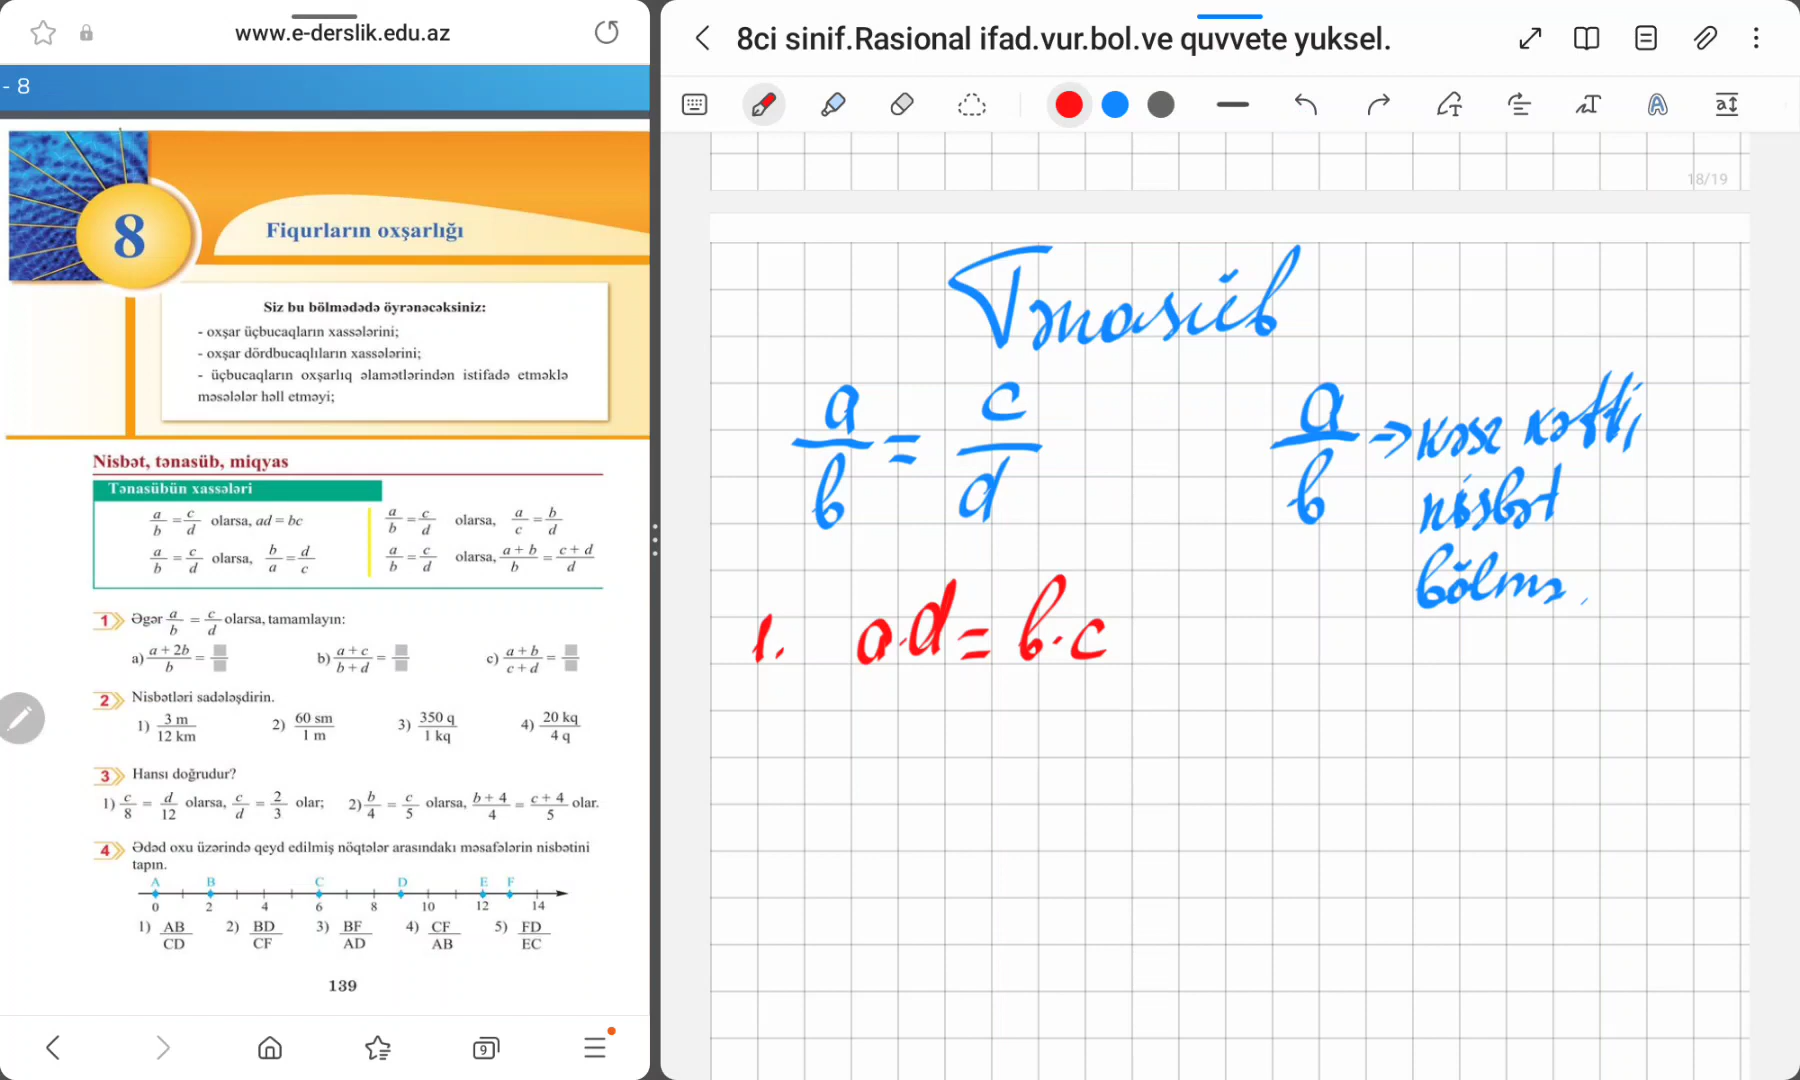 www.e-derslik.edu.az
- 8
8
Fiqurların oxşarlığı
Siz bu bölmədədə öyrənəcəksiniz:
- oxşar üçbucaqların xassələrini;
- oxşar dördbucaqlıların xassələrini;
- üçbucaqların oxşarlıq əlamətlərindən istifadə etməklə
məsələlər həll etməyi;
Nisbət, tənasüb, miqyas
Tənasübün xassələri
a/b = c/d olarsa, ad = bc
a/b = c/d olarsa, a/c = b/d
a/b = c/d olarsa, b/a = d/c
a/b = c/d olarsa, a + b/b = c + d/d
1 Əgər a/b = c/d olarsa, tamamlayın:
a) a + 2b/b = b) a + c/b + d = c) a + b/c + d =
2 Nisbətləri sadələşdirin.
1) 3 m/12 km 2) 60 sm/1 m 3) 350 q/1 kq 4) 20 kq/4 q
3 Hansı doğrudur?
1) c/8 = d/12 olarsa, c/d = 2/3 olar; 2) b/4 = c/5 olarsa, b + 4/4 = c + 4/5 olar.
4 Ədəd oxu üzərində qeyd edilmiş nöqtələr arasındakı məsafələrin nisbətini
tapın.
A B C D E F
0 2 4 6 8 10 12 14
1) AB/CD 2) BD/CF 3) BF/AD 4) CF/AB 5) FD/EC
139
9
8ci sinif.Rasional ifad.vur.bol.ve quvvete yuksel.
18/19
Tənasüb
a/b = c/d
a/b → kəsr xətti,
nisbət
bölmə.
1. a·d = b·c